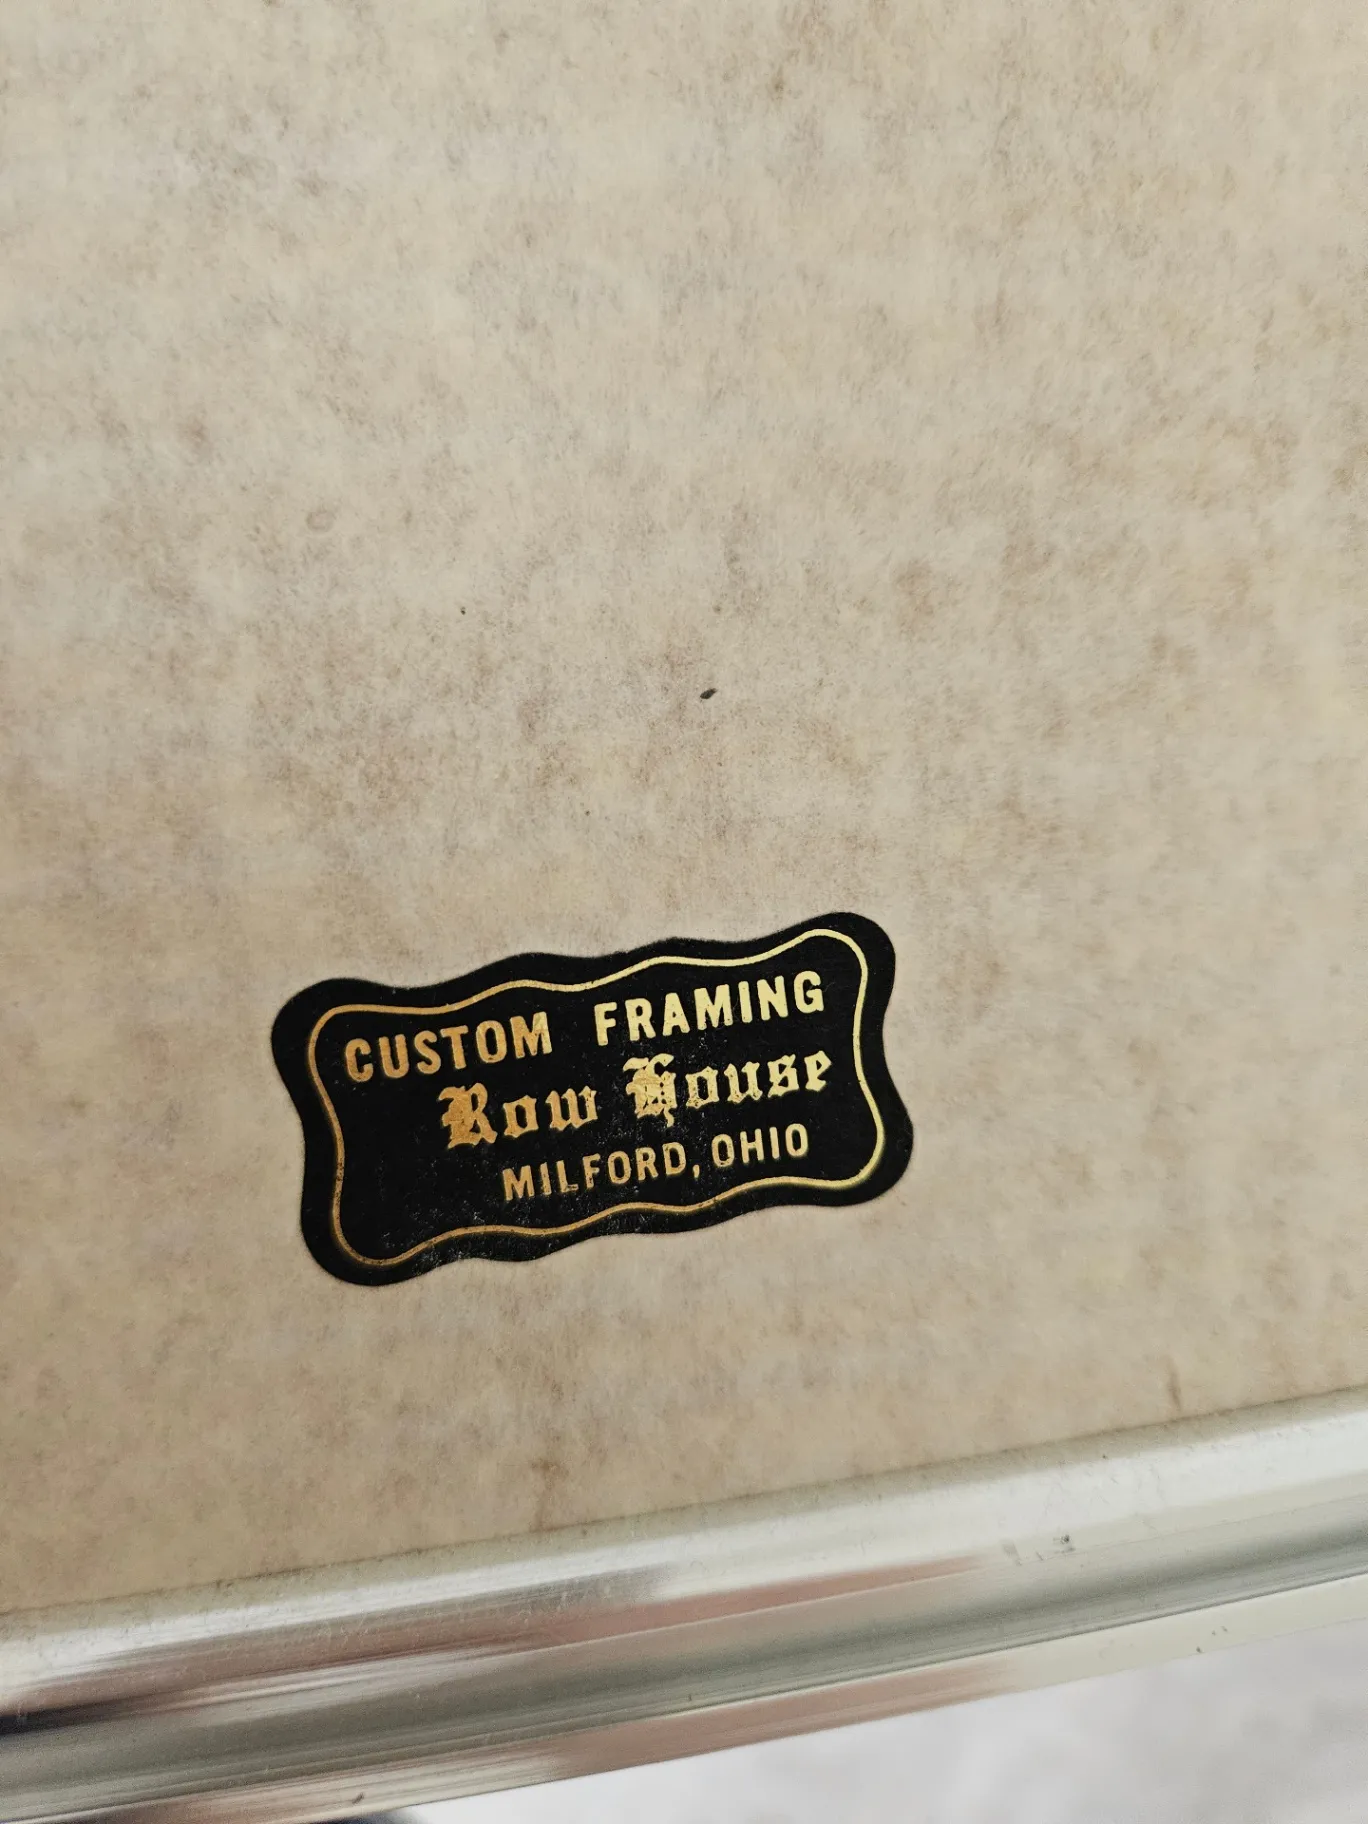 CUSTOM FRAMING
Row House
MILFORD, OHIO